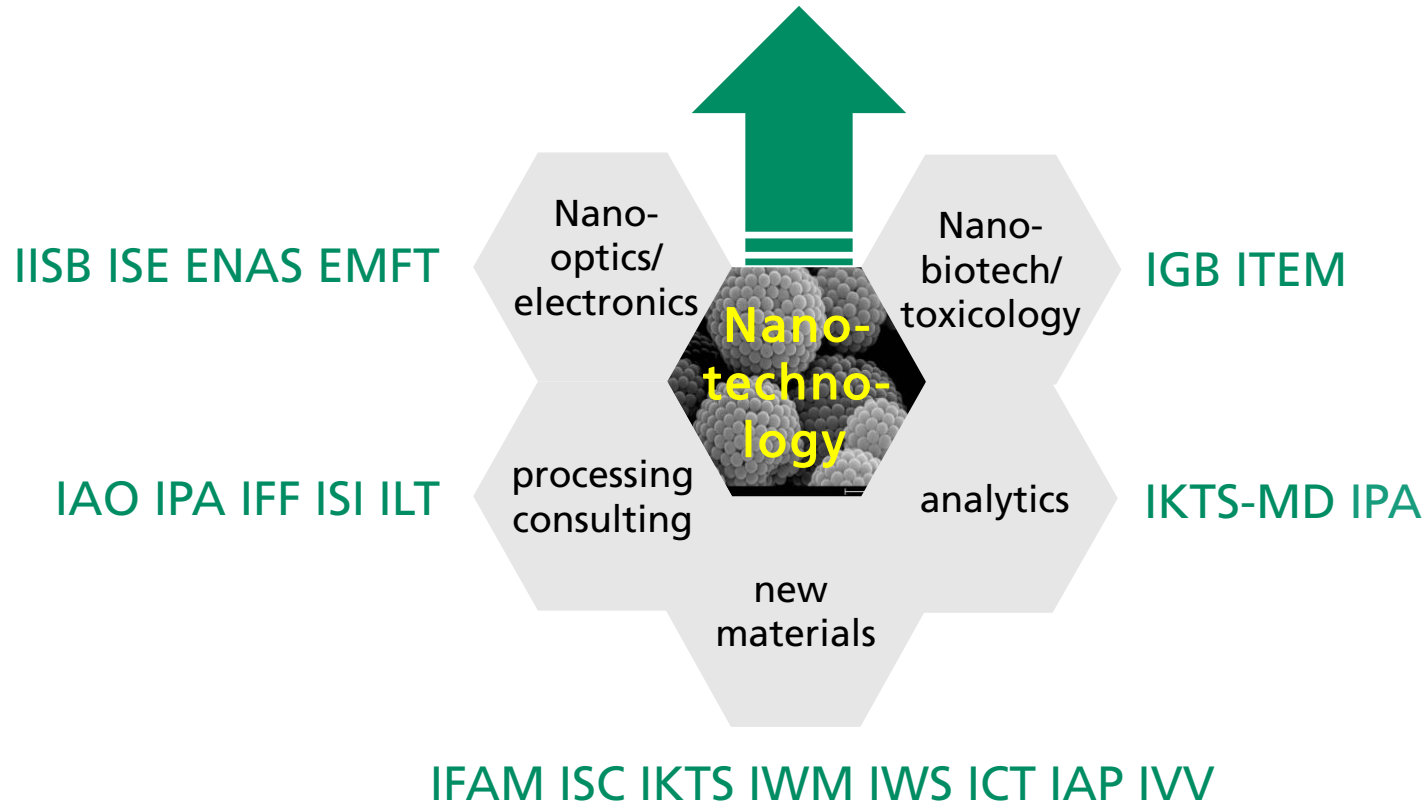 Nano-
optics/
electronics
Nano-
biotech/
toxicology
IISB ISE ENAS EMFT
IGB ITEM
Nano-
techno-
logy
processing
consulting
analytics
IAO IPA IFF ISI ILT
IKTS-MD IPA
new
materials
IFAM ISC IKTS IWM IWS ICT IAP IVV